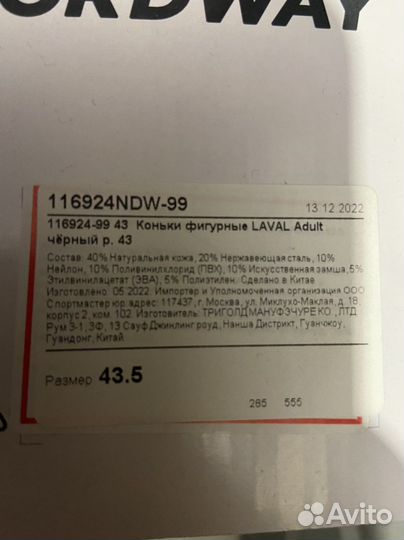 ORDWAY
116924NDW-99 13 12 2022
116924-99 43 Коньки фигурные LAVAL Adult
чёрный р. 43
Состав: 40% Натуральная кожа, 20% Нержавеющая сталь, 10%
Нейлон, 10% Поливинилхлорид (ПВХ), 10% Искусственная замша, 5%
Этилвинилацетат (ЭВА), 5% Полиэтилен. Сделано в Китае
Изготовлено: 05.2022. Импортер и Уполномоченная организация ООО
Спортмастер юр. адрес: 117437, г. Москва, ул. Миклухо-Маклая, д. 18,
корпус 2, ком. 102. Изготовитель: ТРИГОЛД МАНУФЭЧУРЕ КО., ЛТД
Рум 3-1, 3Ф, 13 Сауф Джинлинг роуд, Нанша Дистрикт, Гуанчжоу,
Гуандонг, Китай
Размер 43.5
285 555
Avito